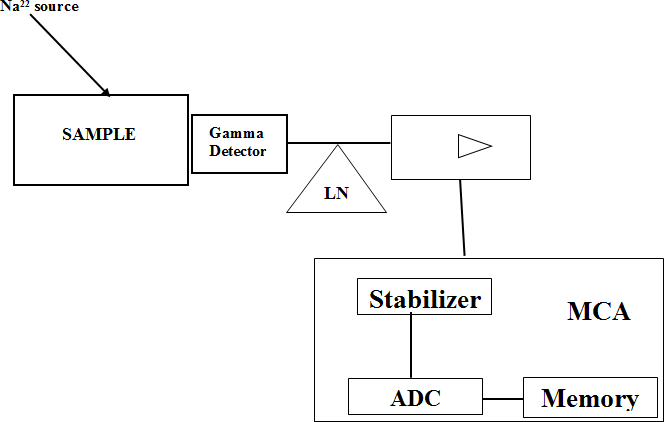 Na²² source
SAMPLE
Gamma
Detector
LN
Stabilizer
MCA
ADC
Memory